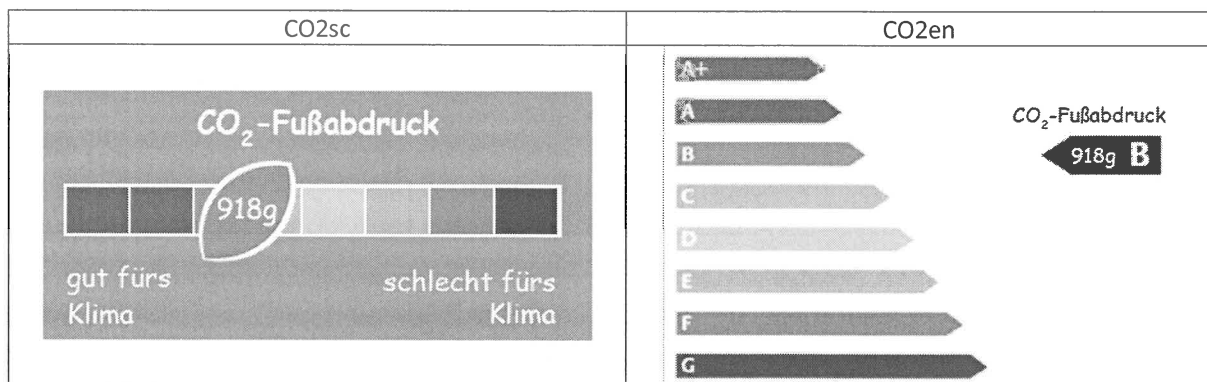 CO2sc
CO2en
CO₂-Fußabdruck
918g
gut fürs
Klima
schlecht fürs
Klima
A+
A
B
C
D
E
F
G
CO₂-Fußabdruck
918g B